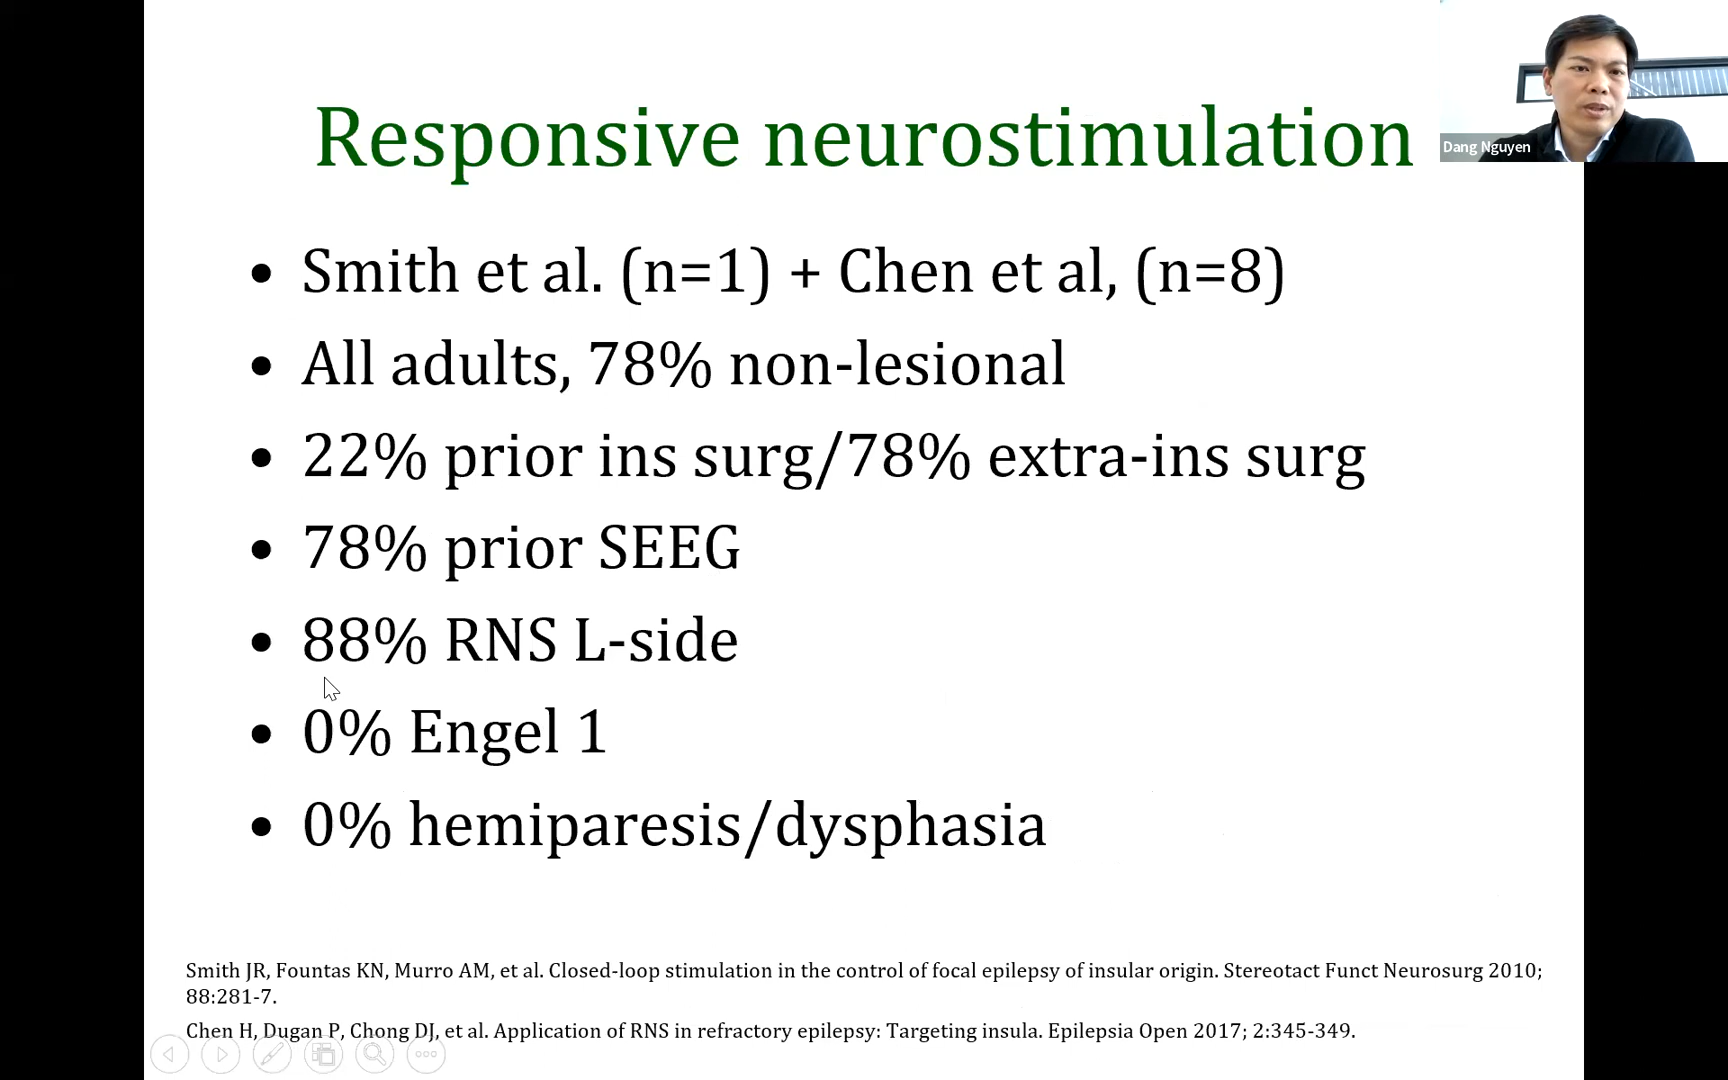 Responsive neurostimulation
Dang Nguyen
• Smith et al. (n=1) + Chen et al, (n=8)
• All adults, 78% non-lesional
• 22% prior ins surg/78% extra-ins surg
• 78% prior SEEG
• 88% RNS L-side
• 0% Engel 1
• 0% hemiparesis/dysphasia
Smith JR, Fountas KN, Murro AM, et al. Closed-loop stimulation in the control of focal epilepsy of insular origin. Stereotact Funct Neurosurg 2010;
88:281-7.
Chen H, Dugan P, Chong DJ, et al. Application of RNS in refractory epilepsy: Targeting insula. Epilepsia Open 2017; 2:345-349.